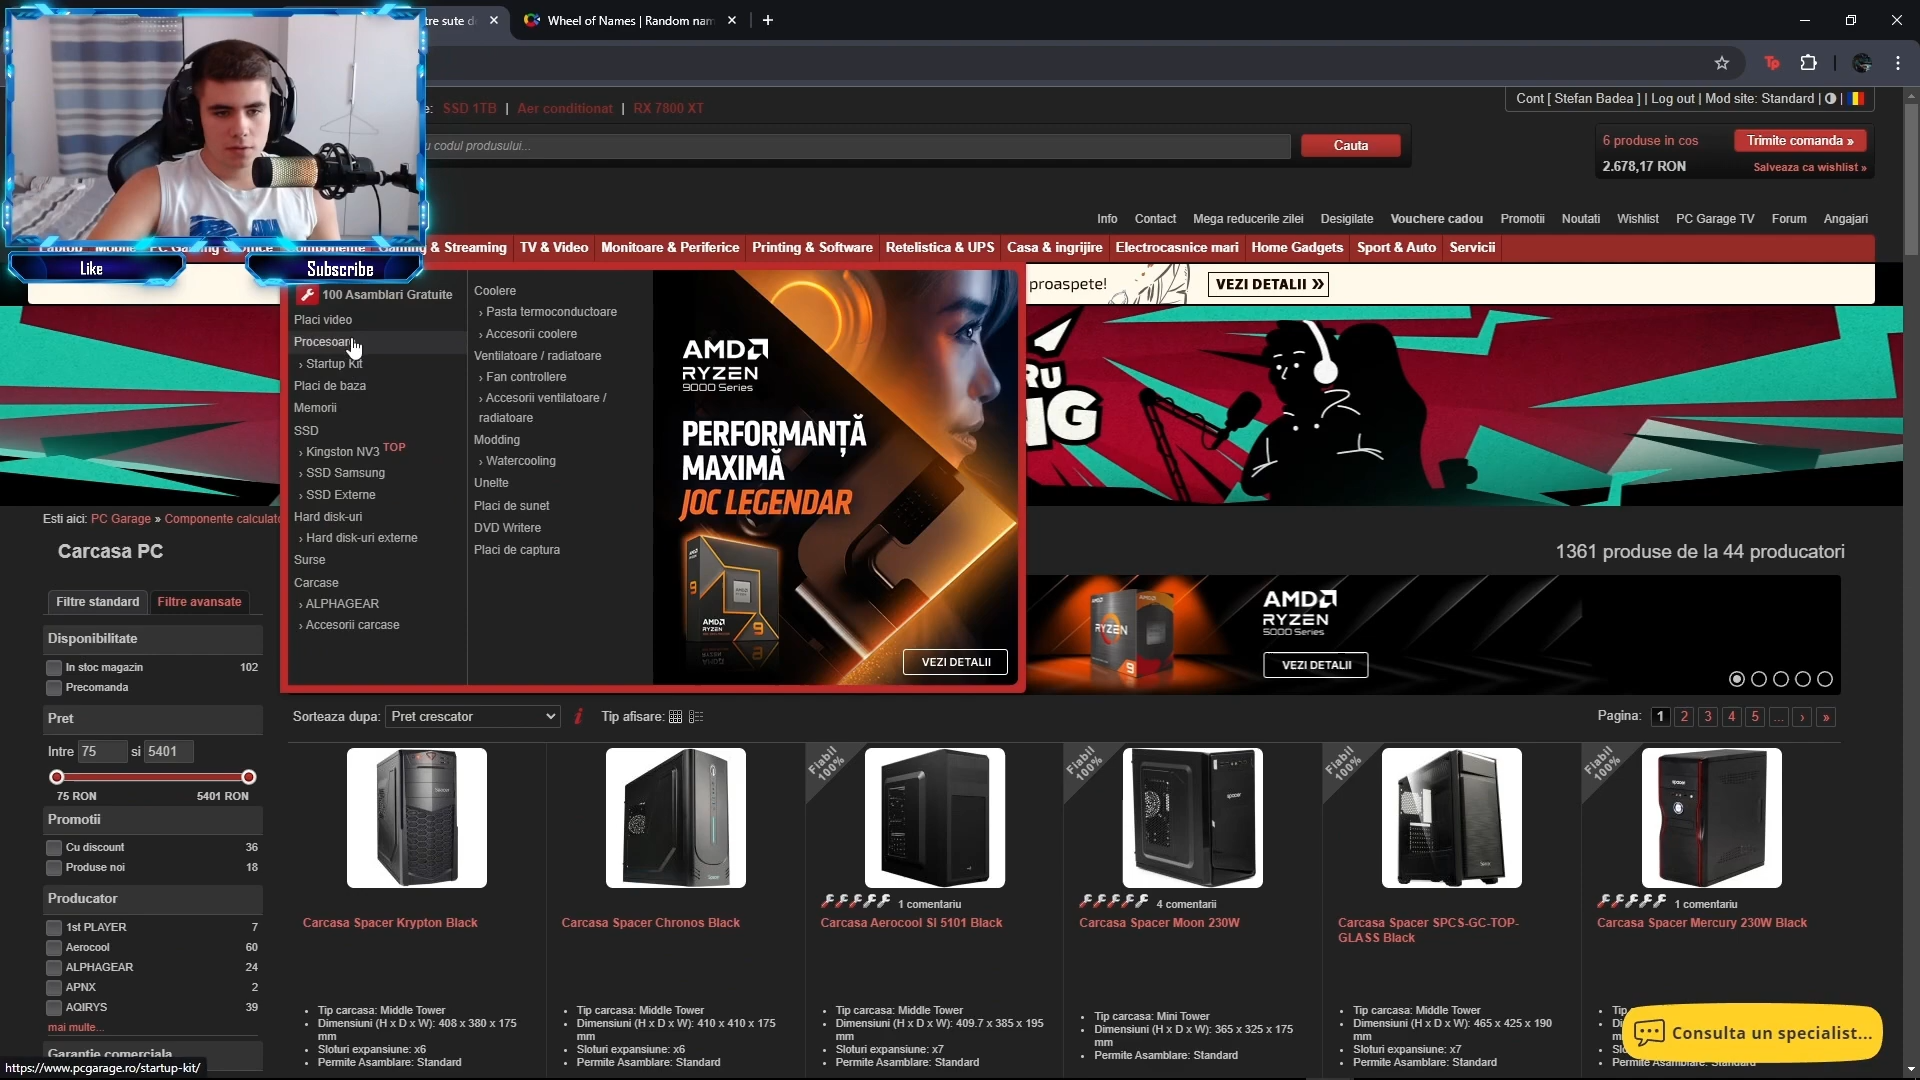 tre sute d
Wheel of Names | Random nam
SSD 1TB | Aer conditionat | RX 7800 XT
Cont [ Stefan Badea ] | Log out | Mod site: Standard |
u codul produsului...
Cauta
6 produse in cos
Trimite comanda »
2.678,17 RON
Salveaza ca wishlist »
Info Contact Mega reducerile zilei Desigilate Vouchere cadou Promotii Noutati Wishlist PC Garage TV Forum Angajari
& Streaming TV & Video Monitoare & Periferice Printing & Software Retelistica & UPS Casa & ingrijire Electrocasnice mari Home Gadgets Sport & Auto Servicii
Like
Subscribe
proaspete!
VEZI DETALII »
100 Asamblari Gratuite
Placi video
Procesoare
› Startup Kit
Placi de baza
Memorii
SSD
› Kingston NV3 TOP
› SSD Samsung
› SSD Externe
Hard disk-uri
› Hard disk-uri externe
Surse
Carcase
› ALPHAGEAR
› Accesorii carcase
Coolere
› Pasta termoconductoare
› Accesorii coolere
Ventilatoare / radiatoare
› Fan controllere
› Accesorii ventilatoare /
radiatoare
Modding
› Watercooling
Unelte
Placi de sunet
DVD Writere
Placi de captura
AMD
RYZEN
9000 Series
PERFORMANȚĂ
MAXIMĂ
JOC LEGENDAR
AMD
RYZEN
9
VEZI DETALII
RU
NG
Esti aici: PC Garage » Componente calculato
Carcasa PC
1361 produse de la 44 producatori
RYZEN
9
AMD
RYZEN
5000 Series
VEZI DETALII
Filtre standard
Filtre avansate
Disponibilitate
In stoc magazin 102
Precomanda
Pret
Intre 75 si 5401
75 RON 5401 RON
Promotii
Cu discount 36
Produse noi 18
Producator
1st PLAYER 7
Aerocool 60
ALPHAGEAR 24
APNX 2
AQIRYS 39
mai multe...
Garantie comerciala
Sorteaza dupa: Pret crescator
i
Tip afisare:
Pagina: 1 2 3 4 5 ... › »
Fiabil
100%
Fiabil
100%
Fiabil
100%
Fiabil
100%
1 comentariu
4 comentarii
1 comentariu
Carcasa Spacer Krypton Black
Carcasa Spacer Chronos Black
Carcasa Aerocool SI 5101 Black
Carcasa Spacer Moon 230W
Carcasa Spacer SPCS-GC-TOP-
GLASS Black
Carcasa Spacer Mercury 230W Black
Tip carcasa: Middle Tower
Dimensiuni (H x D x W): 408 x 380 x 175
mm
Sloturi expansiune: x6
Permite Asamblare: Standard
Tip carcasa: Middle Tower
Dimensiuni (H x D x W): 410 x 410 x 175
mm
Sloturi expansiune: x6
Permite Asamblare: Standard
Tip carcasa: Middle Tower
Dimensiuni (H x D x W): 409.7 x 385 x 195
mm
Sloturi expansiune: x7
Permite Asamblare: Standard
Tip carcasa: Mini Tower
Dimensiuni (H x D x W): 365 x 325 x 175
mm
Permite Asamblare: Standard
Tip carcasa: Middle Tower
Dimensiuni (H x D x W): 465 x 425 x 190
mm
Sloturi expansiune: x7
Permite Asamblare: Standard
Consulta un specialist...
https://www.pcgarage.ro/startup-kit/